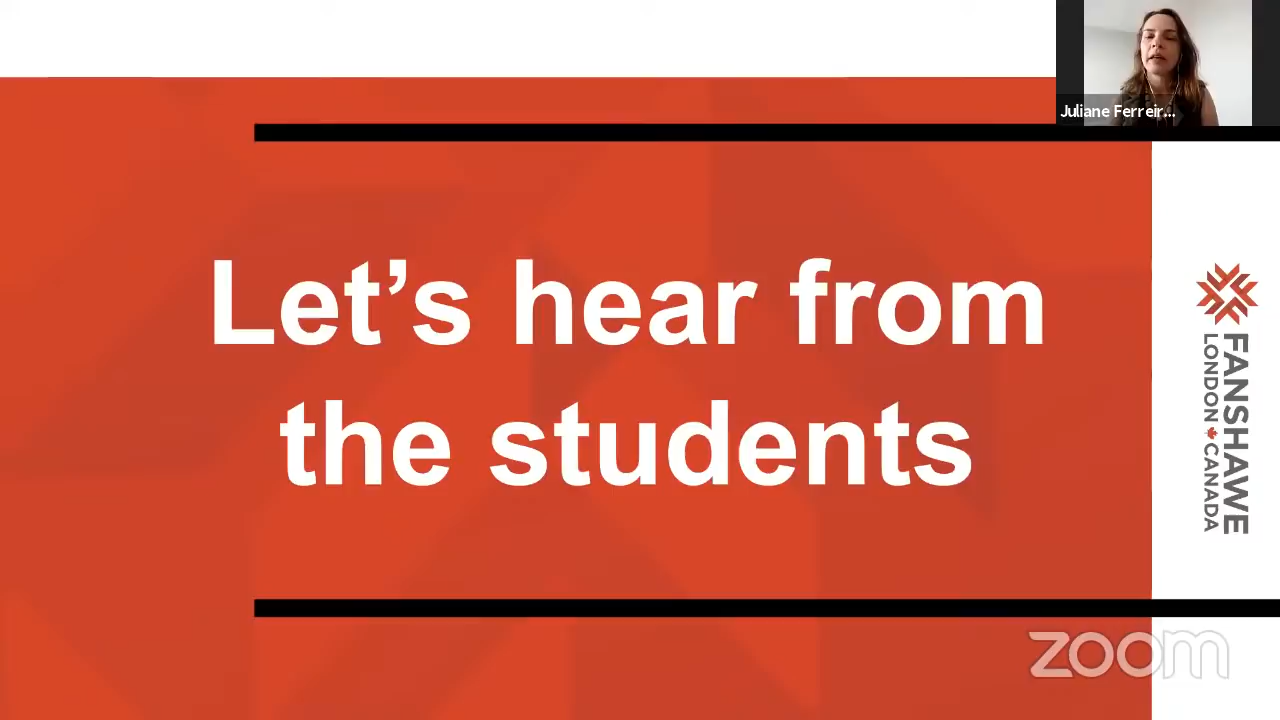 Juliane Ferreir...
Let's hear from
the students
FANSHAWE
LONDON CANADA
zoom